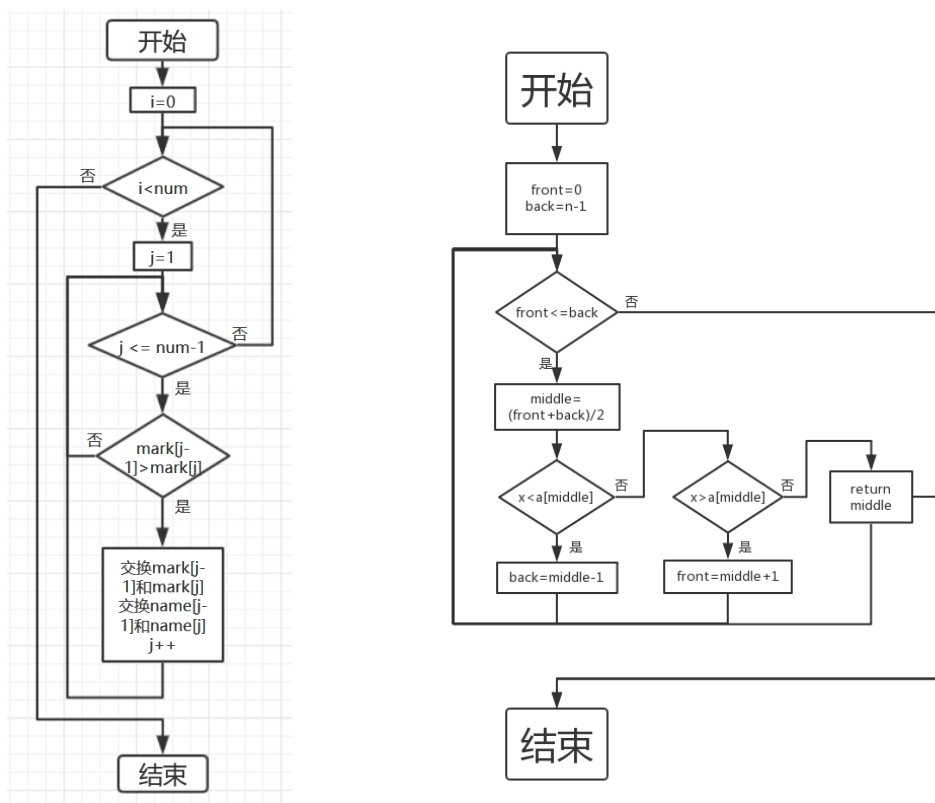 开始
i=0
否
i<num
是
j=1
否
j <= num-1
是
否
mark[j-
1]>mark[j]
是
交换mark[j-
1]和mark[j]
交换name[j-
1]和name[j]
j++
结束
开始
front=0
back=n-1
front<=back
否
是
middle=
(front+back)/2
x<a[middle]
否
x>a[middle]
否
return
middle
是
back=middle-1
是
front=middle+1
结束